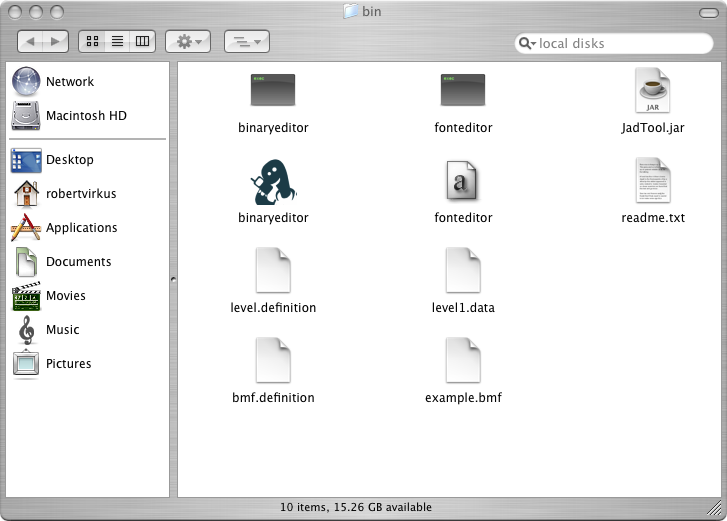 bin
local disks
Network
Macintosh HD
Desktop
robertvirkus
Applications
Documents
Movies
Music
Pictures
binaryeditor
fonteditor
JAR
JadTool.jar
binaryeditor
a
fonteditor
readme.txt
level.definition
level1.data
bmf.definition
example.bmf
10 items, 15.26 GB available